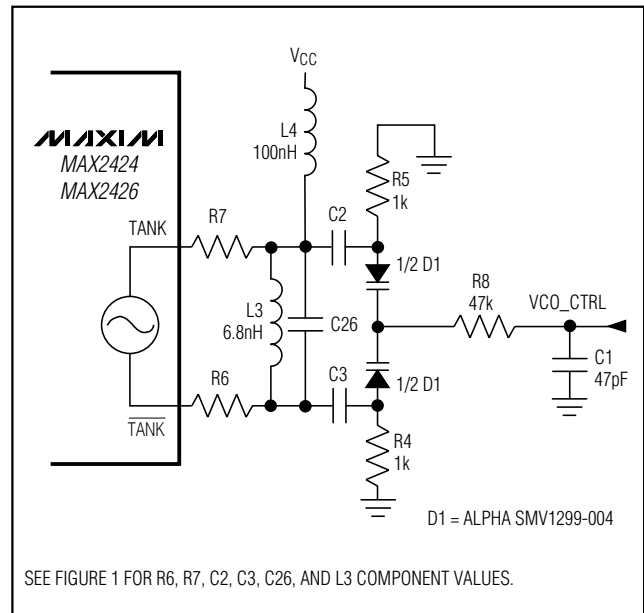 VCC
L4
100nH
MAXIM
MAX2424
MAX2426
R5
1k
TANK
R7
C2
1/2 D1
R8
47k
VCO_CTRL
L3
6.8nH
C26
C1
47pF
R6
C3
1/2 D1
TANK
R4
1k
D1 = ALPHA SMV1299-004
SEE FIGURE 1 FOR R6, R7, C2, C3, C26, AND L3 COMPONENT VALUES.